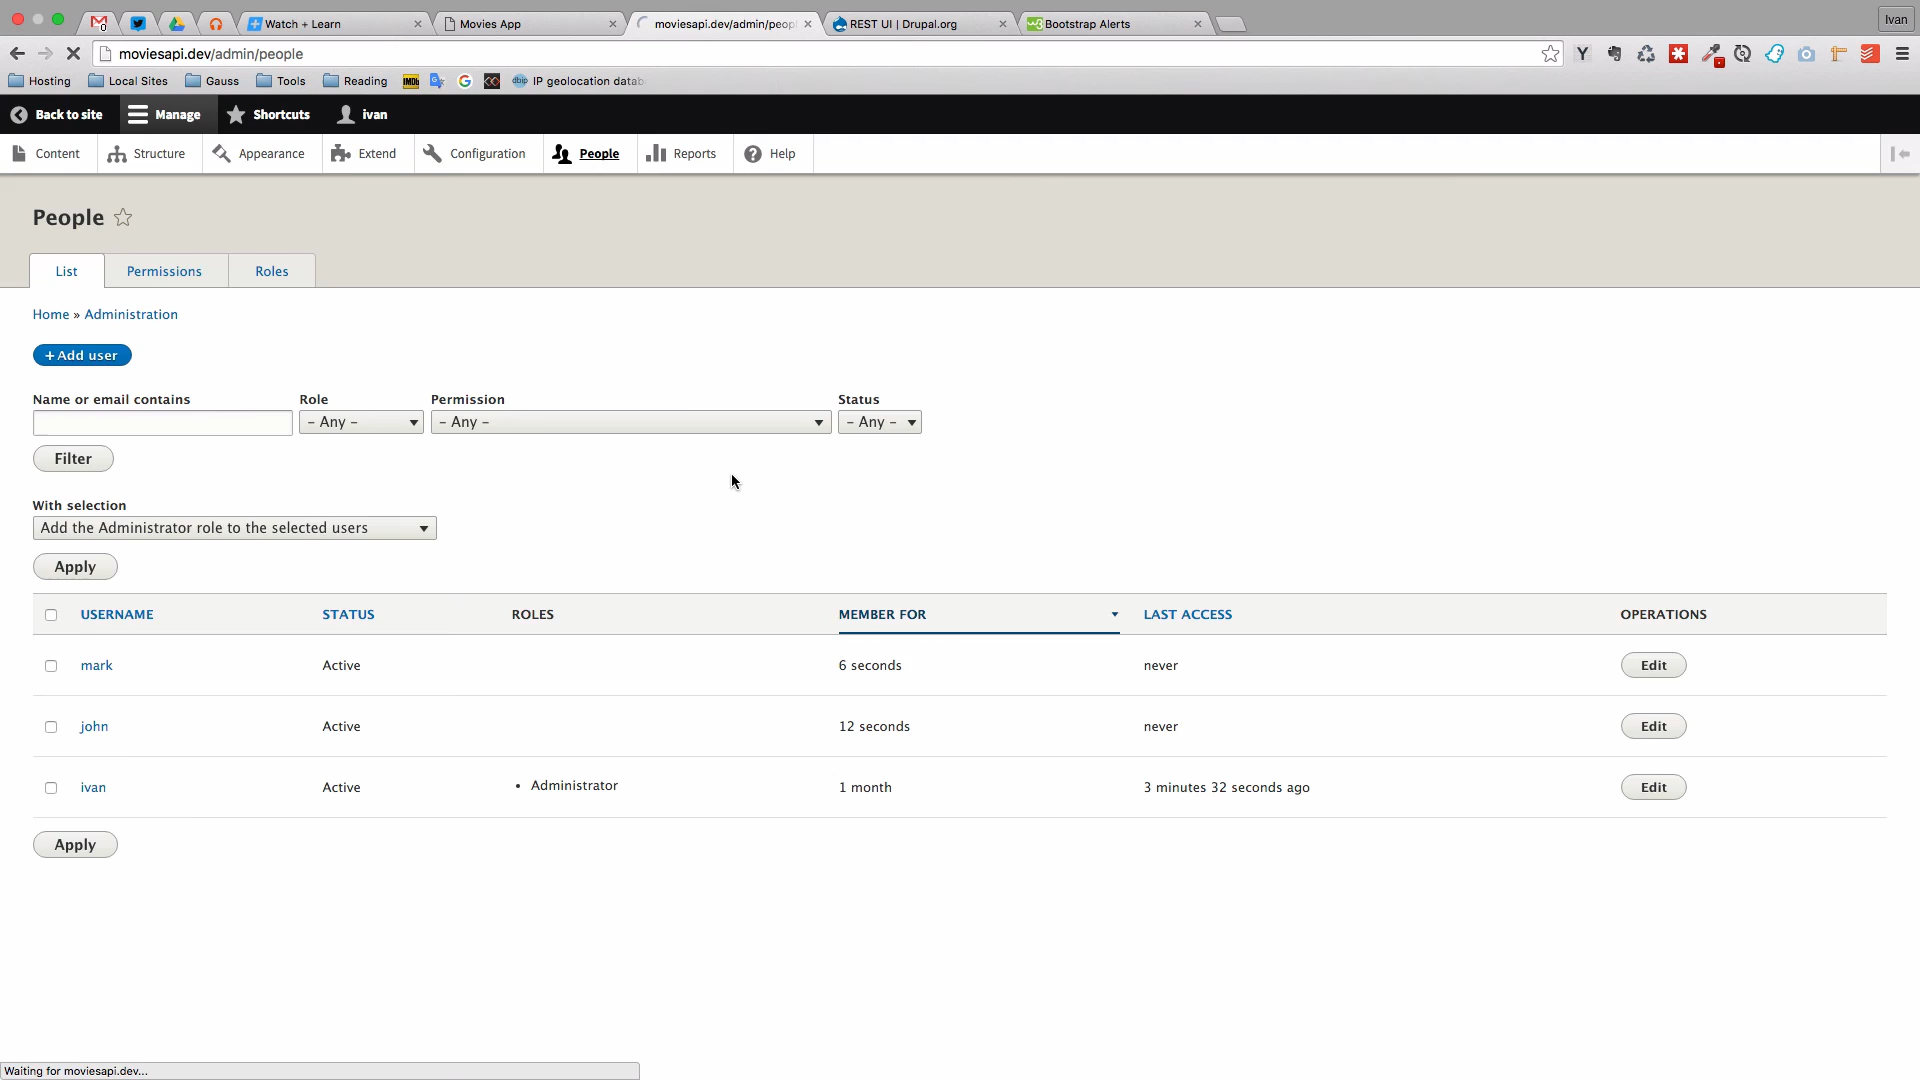 Watch + Learn
Movies App
moviesapi.dev/admin/peop
REST UI | Drupal.org
Bootstrap Alerts
Ivan
moviesapi.dev/admin/people
Hosting
Local Sites
Gauss
Tools
Reading
IMDb
dbip
IP geolocation datab
Back to site
Manage
Shortcuts
ivan
Content
Structure
Appearance
Extend
Configuration
People
Reports
Help
People
List
Permissions
Roles
Home » Administration
+ Add user
Name or email contains
Role
Permission
Status
- Any -
- Any -
- Any -
Filter
With selection
Add the Administrator role to the selected users
Apply
USERNAME STATUS ROLES MEMBER FOR LAST ACCESS OPERATIONS
mark Active 6 seconds never Edit
john Active 12 seconds never Edit
ivan Active • Administrator 1 month 3 minutes 32 seconds ago Edit
Apply
Waiting for moviesapi.dev...